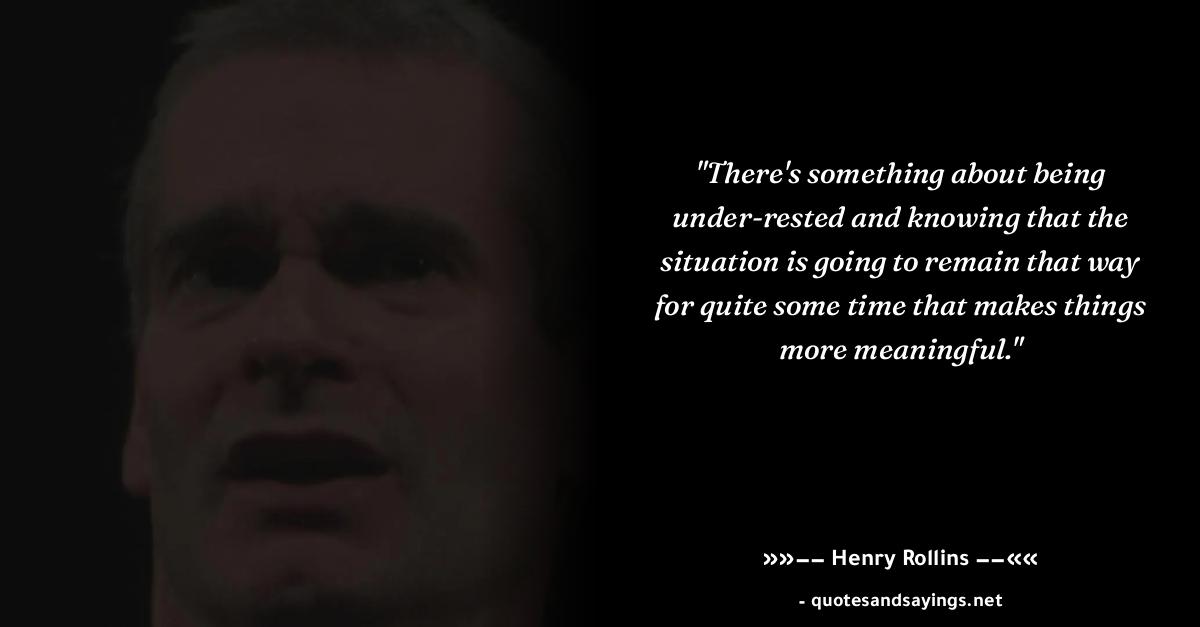 "There's something about being
under-rested and knowing that the
situation is going to remain that way
for quite some time that makes things
more meaningful."
»»−− Henry Rollins −−««
- quotesandsayings.net